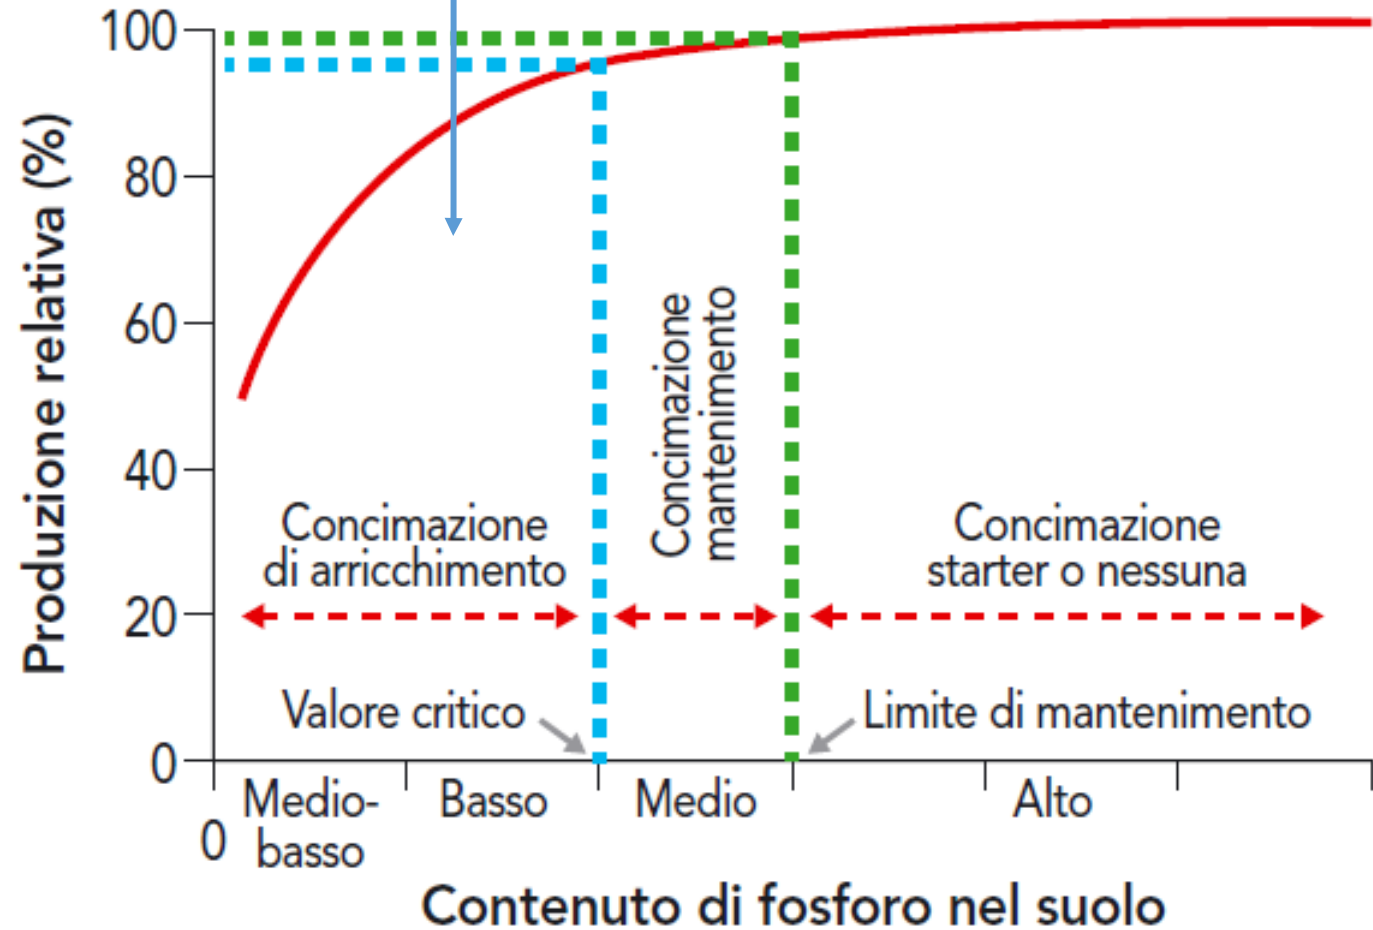 Produzione relativa (%)
100
80
60
40
20
0
Concimazione
di arricchimento
Concimazione
mantenimento
Concimazione
starter o nessuna
Valore critico
Limite di mantenimento
0
Medio-
basso
Basso
Medio
Alto
Contenuto di fosforo nel suolo